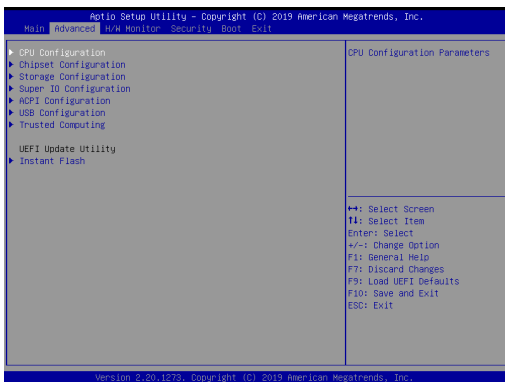 Aptio Setup Utility – Copyright (C) 2019 American Megatrends, Inc.
Main Advanced H/W Monitor Security Boot Exit
CPU Configuration
Chipset Configuration
Storage Configuration
Super IO Configuration
ACPI Configuration
USB Configuration
Trusted Computing
UEFI Update Utility
Instant Flash
CPU Configuration Parameters
↔: Select Screen
↑↓: Select Item
Enter: Select
+/-: Change Option
F1: General Help
F7: Discard Changes
F9: Load UEFI Defaults
F10: Save and Exit
ESC: Exit
Version 2.20.1273. Copyright (C) 2019 American Megatrends, Inc.